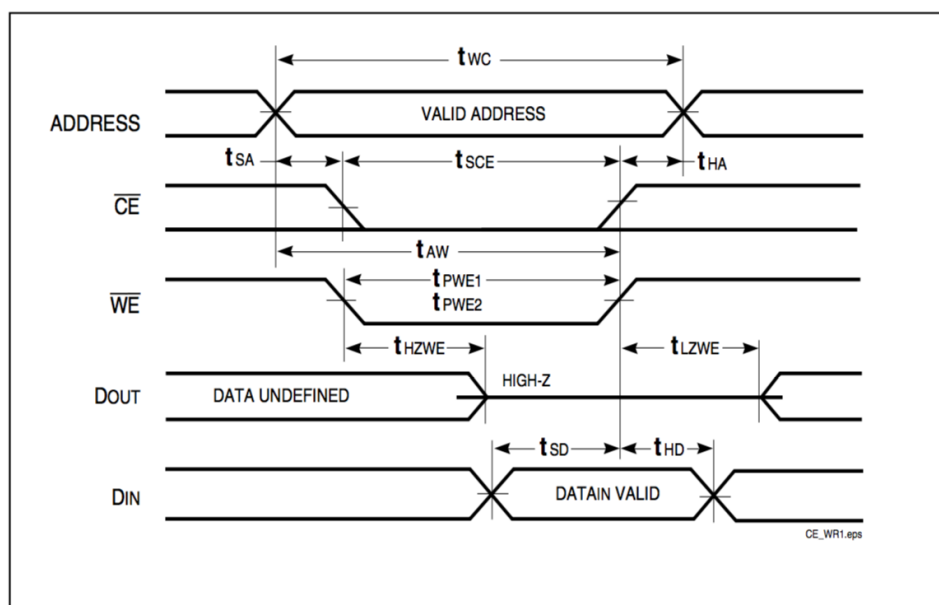 tWC
ADDRESS
VALID ADDRESS
tSA
tSCE
tHA
CE
tAW
tPWE1
WE
tPWE2
tHZWE
tLZWE
HIGH-Z
DOUT
DATA UNDEFINED
tSD
tHD
DIN
DATAIN VALID
CE_WR1.eps